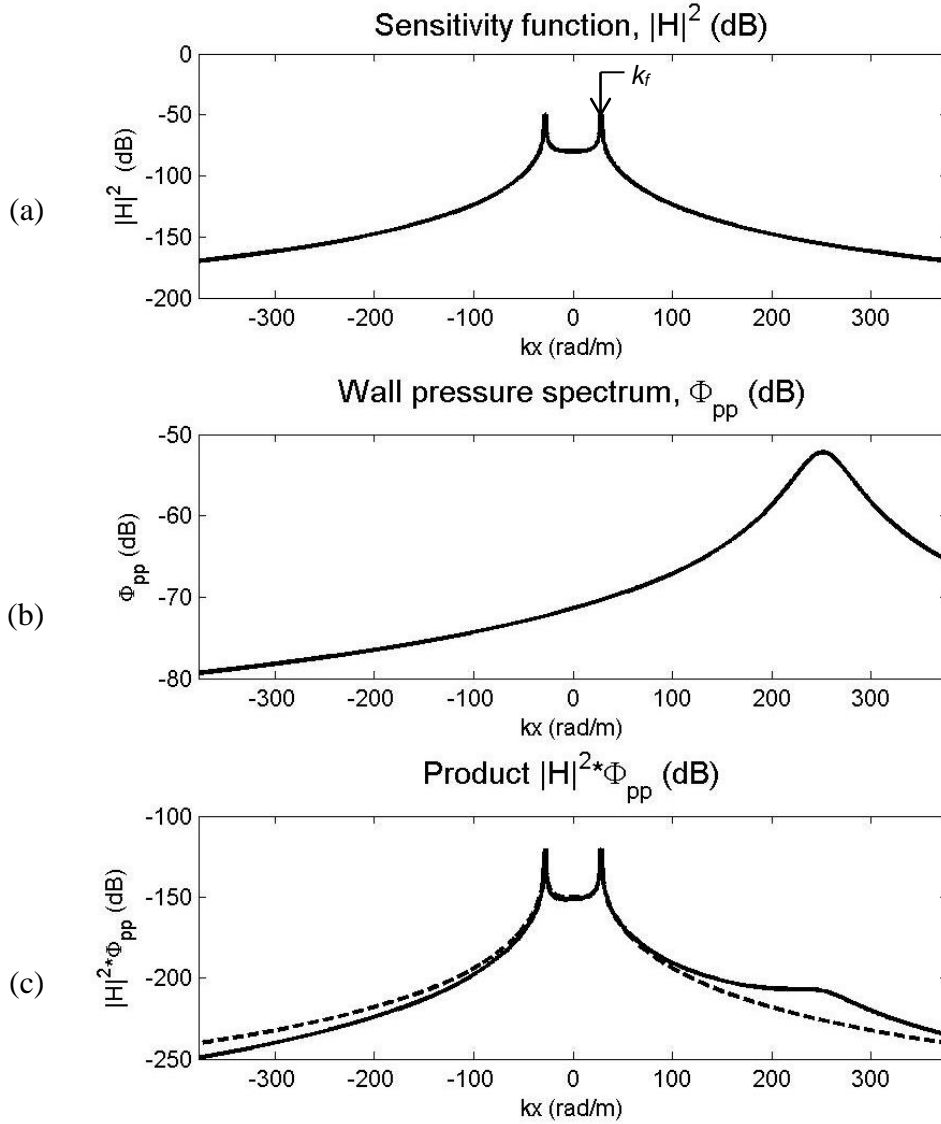 Sensitivity function, |H|² (dB)
(a)
|H|² (dB)
0
-50
-100
-150
-200
k_f
-300 -200 -100 0 100 200 300
kx (rad/m)
Wall pressure spectrum, Φ_pp (dB)
(b)
Φ_pp (dB)
-50
-60
-70
-80
-300 -200 -100 0 100 200 300
kx (rad/m)
Product |H|²*Φ_pp (dB)
(c)
|H|²*Φ_pp (dB)
-100
-150
-200
-250
-300 -200 -100 0 100 200 300
kx (rad/m)